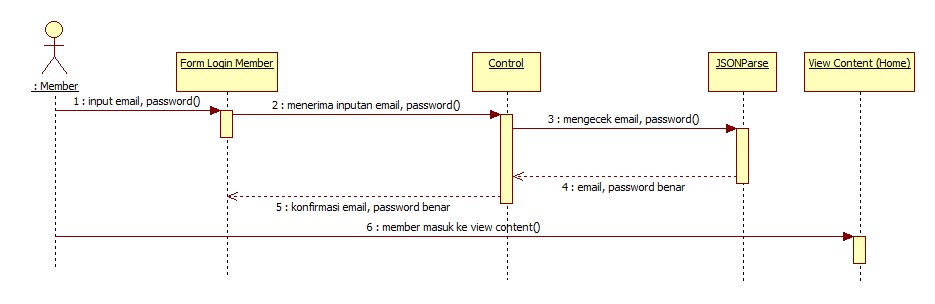 Form Login Member
Control
JSONParse
View Content (Home)
: Member
1 : input email, password()
2 : menerima inputan email, password()
3 : mengecek email, password()
4 : email, password benar
5 : konfirmasi email, password benar
6 : member masuk ke view content()